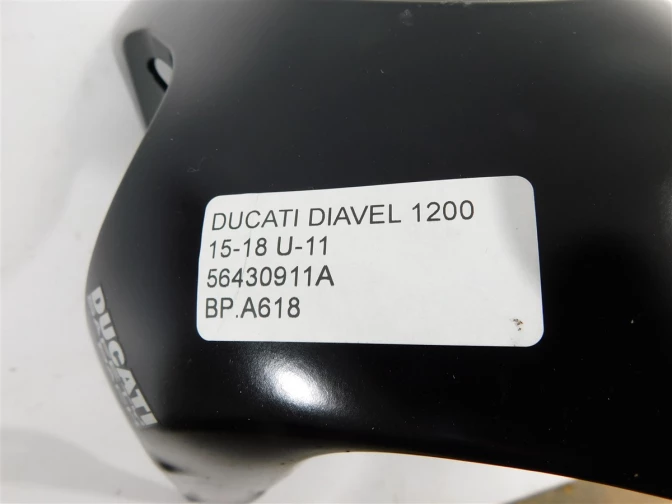 DUCATI DIAVEL 1200
15-18 U-11
56430911A
BP.A618
DUCATI